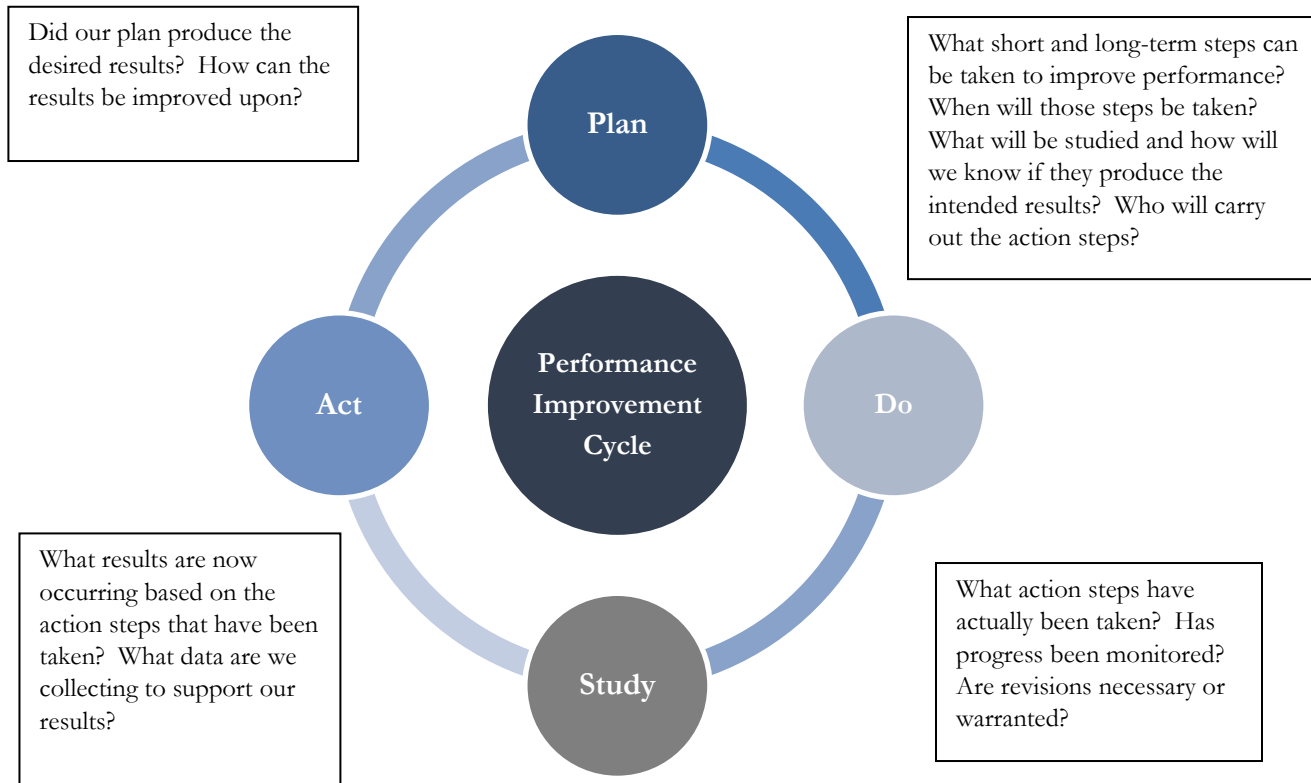 Did our plan produce the
desired results?  How can the
results be improved upon?
Plan
What short and long-term steps can
be taken to improve performance?
When will those steps be taken?
What will be studied and how will
we know if they produce the
intended results?  Who will carry
out the action steps?
Act
Performance
Improvement
Cycle
Do
What results are now
occurring based on the
action steps that have been
taken?  What data are we
collecting to support our
results?
Study
What action steps have
actually been taken?  Has
progress been monitored?
Are revisions necessary or
warranted?